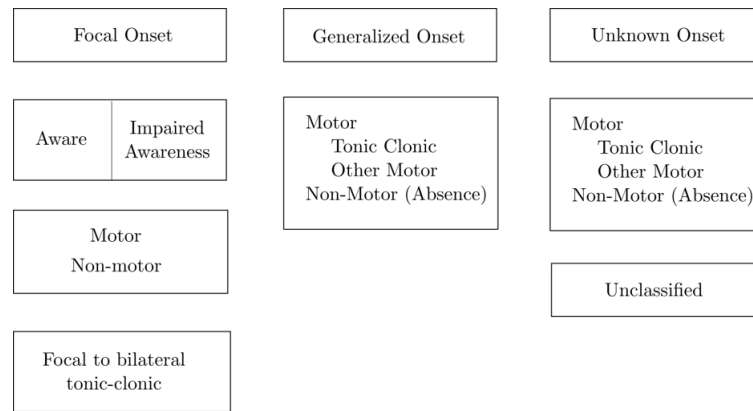 Focal Onset
Generalized Onset
Unknown Onset
Aware
Impaired
Awareness
Motor
Non-motor
Focal to bilateral
tonic-clonic
Motor
Tonic Clonic
Other Motor
Non-Motor (Absence)
Motor
Tonic Clonic
Other Motor
Non-Motor (Absence)
Unclassified